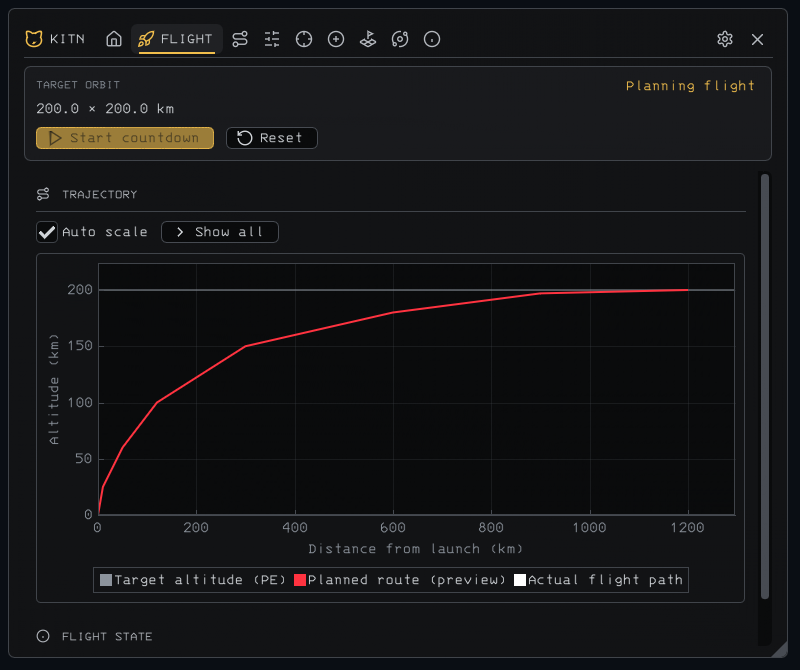 KITN FLIGHT
TARGET ORBIT
Planning flight
200.0 × 200.0 km
Start countdown Reset
TRAJECTORY
Auto scale Show all
200
150
100
50
0
Altitude (km)
0 200 400 600 800 1000 1200
Distance from launch (km)
Target altitude (PE) Planned route (preview) Actual flight path
FLIGHT STATE